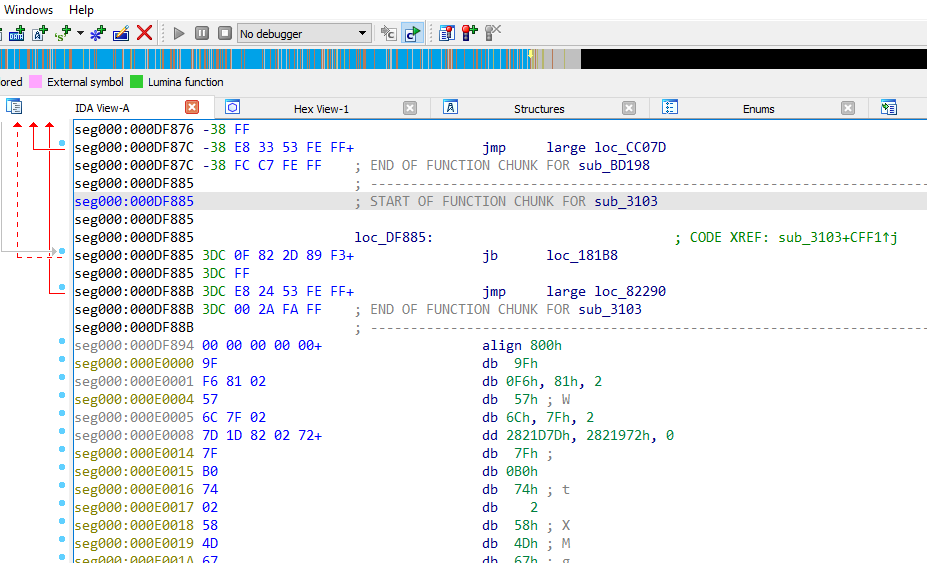 Windows Help
No debugger
ored External symbol Lumina function
IDA View-A Hex View-1 Structures Enums
seg000:000DF876 -38 FF
seg000:000DF87C -38 E8 33 53 FE FF+ jmp large loc_CC07D
seg000:000DF87C -38 FC C7 FE FF ; END OF FUNCTION CHUNK FOR sub_BD198
seg000:000DF885 ; ---------------------------------------------------------------------------
seg000:000DF885 ; START OF FUNCTION CHUNK FOR sub_3103
seg000:000DF885
seg000:000DF885 loc_DF885: ; CODE XREF: sub_3103+CFF1↑j
seg000:000DF885 3DC 0F 82 2D 89 F3+ jb loc_181B8
seg000:000DF885 3DC FF
seg000:000DF88B 3DC E8 24 53 FE FF+ jmp large loc_82290
seg000:000DF88B 3DC 00 2A FA FF ; END OF FUNCTION CHUNK FOR sub_3103
seg000:000DF88B ; ---------------------------------------------------------------------------
seg000:000DF894 00 00 00 00 00+ align 800h
seg000:000E0000 9F db 9Fh
seg000:000E0001 F6 81 02 db 0F6h, 81h, 2
seg000:000E0004 57 db 57h ; W
seg000:000E0005 6C 7F 02 db 6Ch, 7Fh, 2
seg000:000E0008 7D 1D 82 02 72+ dd 2821D7Dh, 2821972h, 0
seg000:000E0014 7F db 7Fh ;
seg000:000E0015 B0 db 0B0h
seg000:000E0016 74 db 74h ; t
seg000:000E0017 02 db 2
seg000:000E0018 58 db 58h ; X
seg000:000E0019 4D db 4Dh ; M
seg000:000E001A 67 db 67h ; g